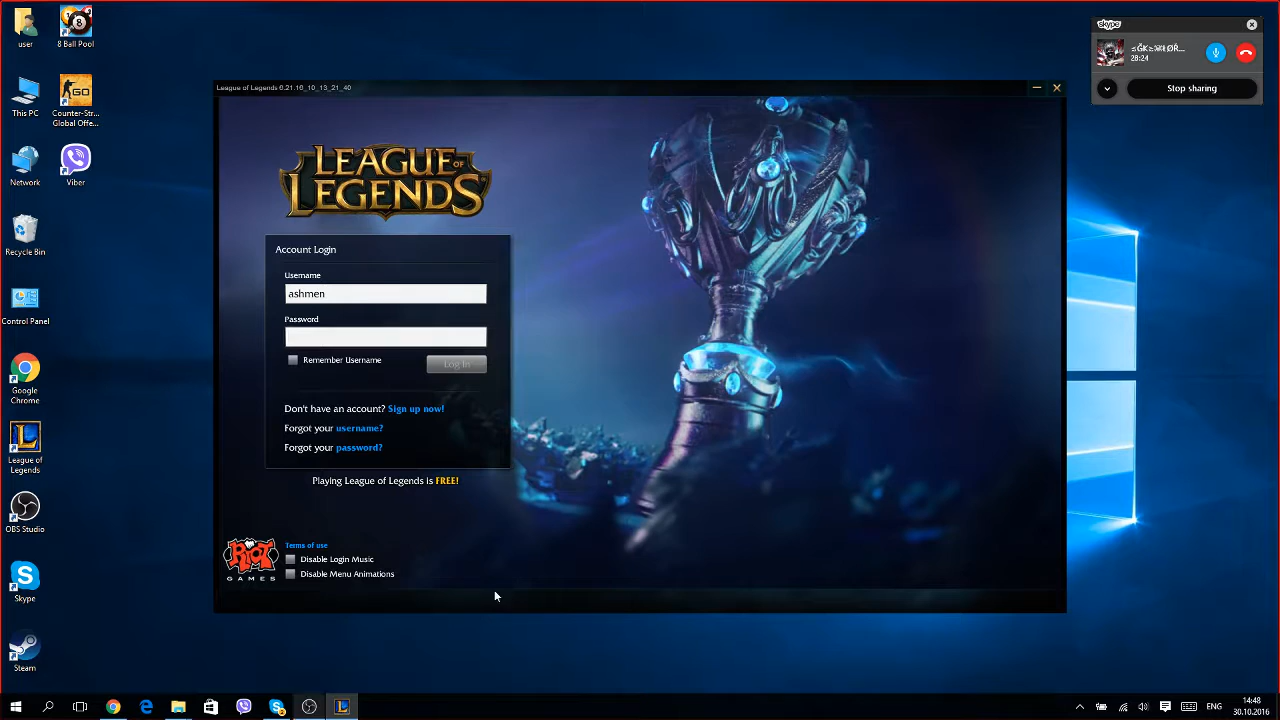 user
8 Ball Pool
This PC
Counter-Str...
Global Offe...
Network
Viber
Recycle Bin
Control Panel
Google
Chrome
League of
Legends
OBS Studio
Skype
Steam
League of Legends 6.21.16_10_13_21_40
LEAGUE OF
LEGENDS
Account Login
Username
ashmen
Password
Remember Username
Log In
Don't have an account? Sign up now!
Forgot your username?
Forgot your password?
Playing League of Legends is FREE!
RIOT
GAMES
Terms of use
Disable Login Music
Disable Menu Animations
skype
28:24
Stop sharing
ENG
14:48
30.10.2016